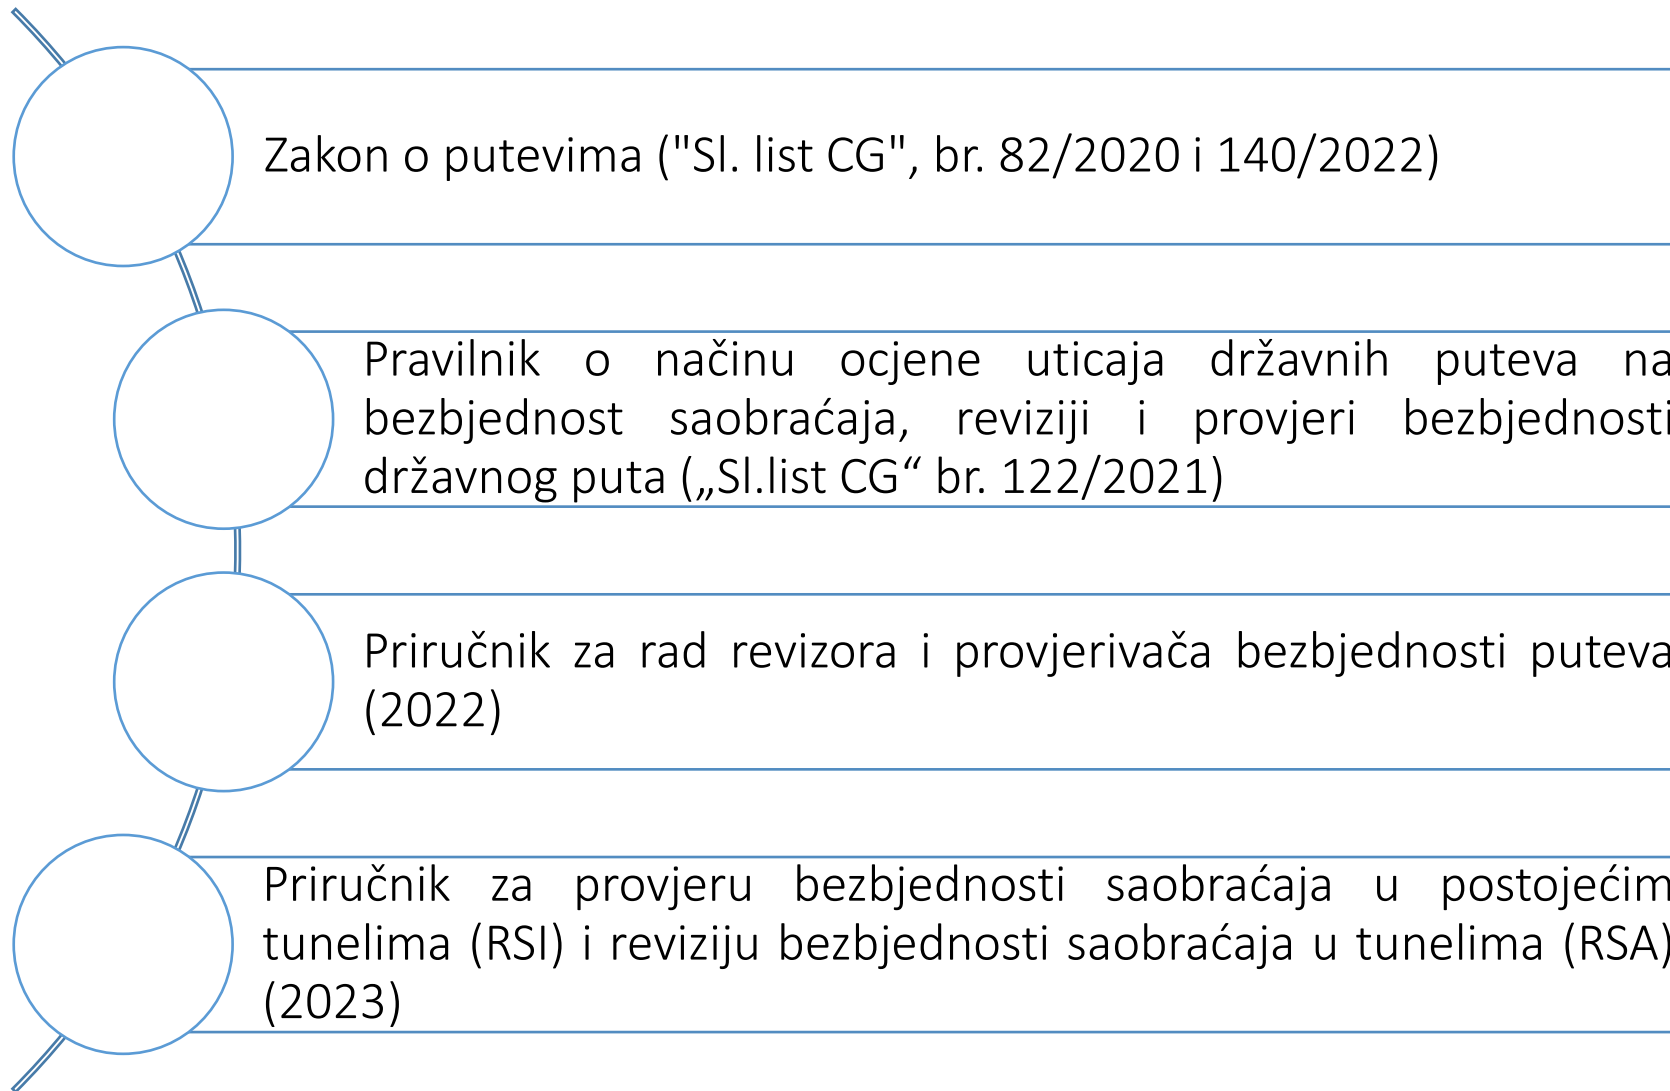 Zakon o putevima ("Sl. list CG", br. 82/2020 i 140/2022)
Pravilnik o načinu ocjene uticaja državnih puteva na
bezbjednost saobraćaja, reviziji i provjeri bezbjednosti
državnog puta („Sl.list CG“ br. 122/2021)
Priručnik za rad revizora i provjerivača bezbjednosti puteva
(2022)
Priručnik za provjeru bezbjednosti saobraćaja u postojećim
tunelima (RSI) i reviziju bezbjednosti saobraćaja u tunelima (RSA)
(2023)